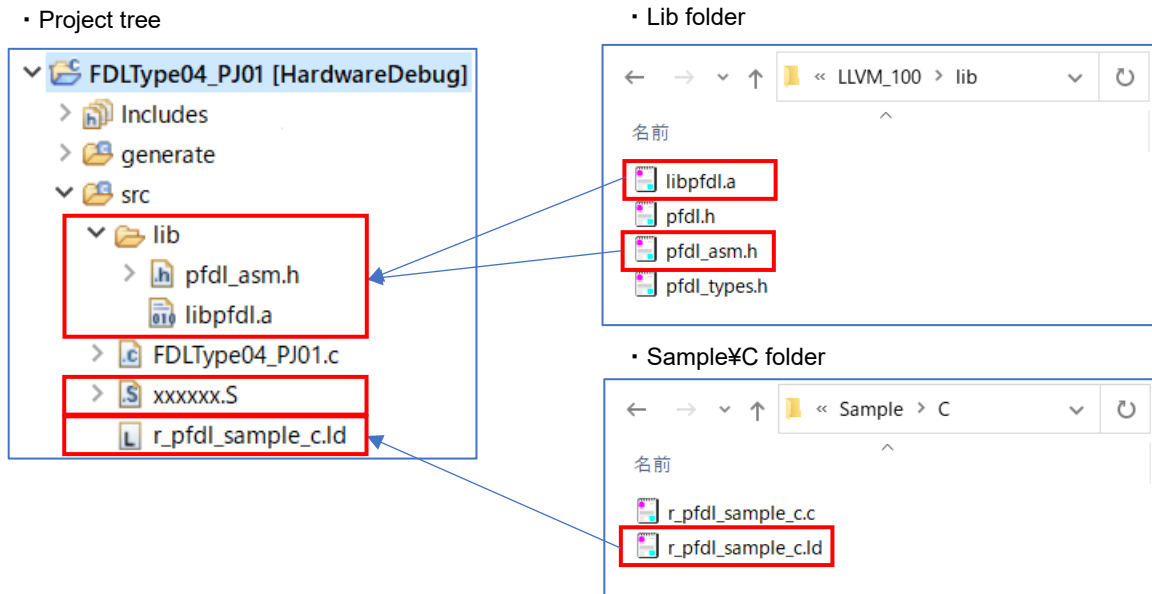 ・Project tree
FDLType04_PJ01 [HardwareDebug]
Includes
generate
src
lib
pfdl_asm.h
libpfdl.a
FDLType04_PJ01.c
xxxxxx.S
r_pfdl_sample_c.ld
・Lib folder
« LLVM_100 > lib
名前
libpfdl.a
pfdl.h
pfdl_asm.h
pfdl_types.h
・Sample¥C folder
« Sample > C
名前
r_pfdl_sample_c.c
r_pfdl_sample_c.ld